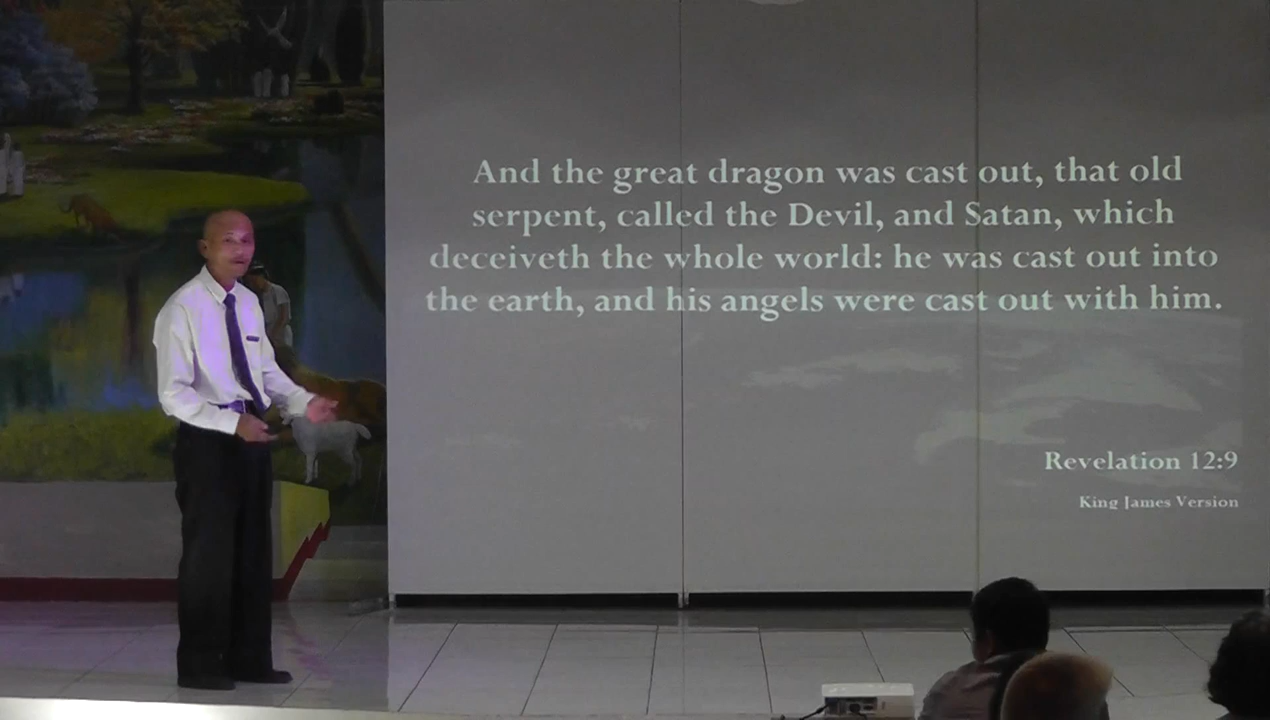 And the great dragon was cast out, that old
serpent, called the Devil, and Satan, which
deceiveth the whole world: he was cast out into
the earth, and his angels were cast out with him.
Revelation 12:9
King James Version